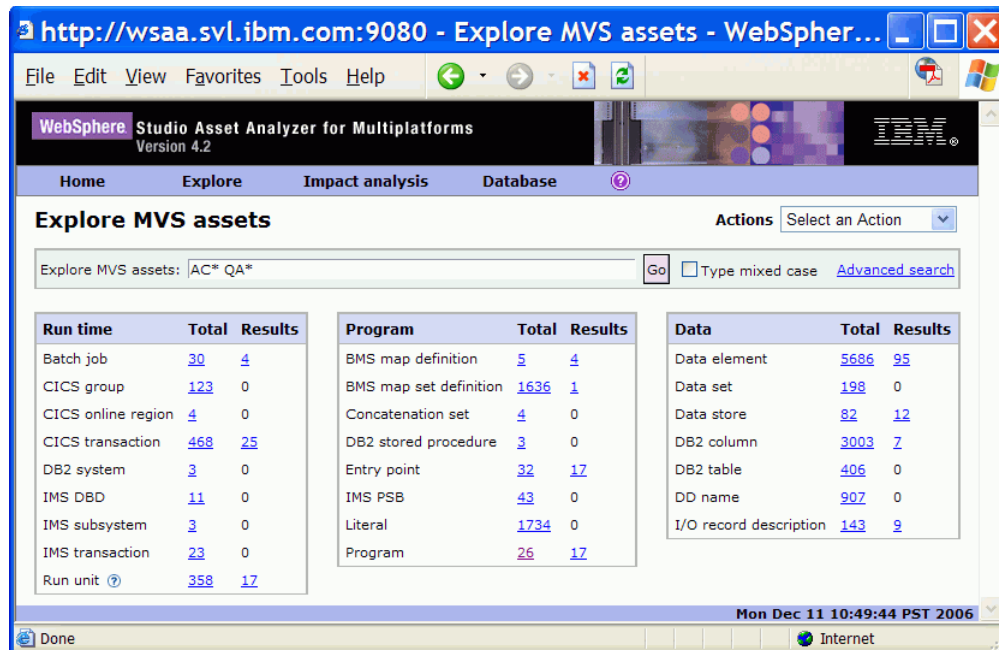 http://wsaa.svl.ibm.com:9080 - Explore MVS assets - WebSpher...
File Edit View Favorites Tools Help
WebSphere Studio Asset Analyzer for Multiplatforms
Version 4.2
IBM®
Home Explore Impact analysis Database ?
Explore MVS assets
Actions Select an Action
Explore MVS assets: AC* QA* Go Type mixed case Advanced search
Run time Total Results
Batch job 30 4
CICS group 123 0
CICS online region 4 0
CICS transaction 468 25
DB2 system 3 0
IMS DBD 11 0
IMS subsystem 3 0
IMS transaction 23 0
Run unit ? 358 17
Program Total Results
BMS map definition 5 4
BMS map set definition 1636 1
Concatenation set 4 0
DB2 stored procedure 3 0
Entry point 32 17
IMS PSB 43 0
Literal 1734 0
Program 26 17
Data Total Results
Data element 5686 95
Data set 198 0
Data store 82 12
DB2 column 3003 7
DB2 table 406 0
DD name 907 0
I/O record description 143 9
Mon Dec 11 10:49:44 PST 2006
Done Internet